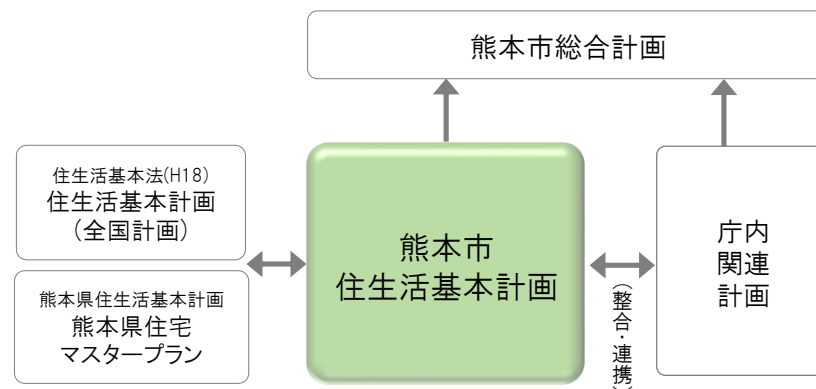 熊本市総合計画
住生活基本法(H18)
住生活基本計画
(全国計画)
熊本県住生活基本計画
熊本県住宅
マスタープラン
熊本市
住生活基本計画
(整合・連携)
庁内
関連
計画